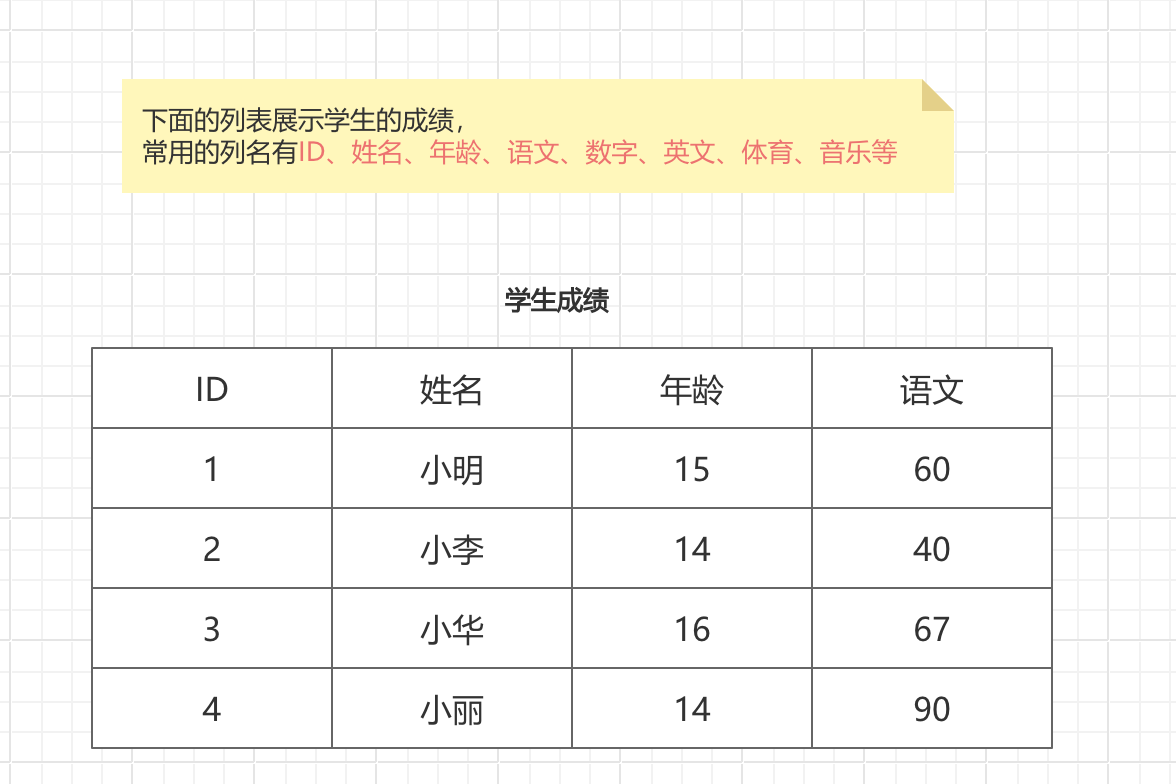 下面的列表展示学生的成绩，
常用的列名有ID、姓名、年龄、语文、数字、英文、体育、音乐等
学生成绩
ID 姓名 年龄 语文
1 小明 15 60
2 小李 14 40
3 小华 16 67
4 小丽 14 90